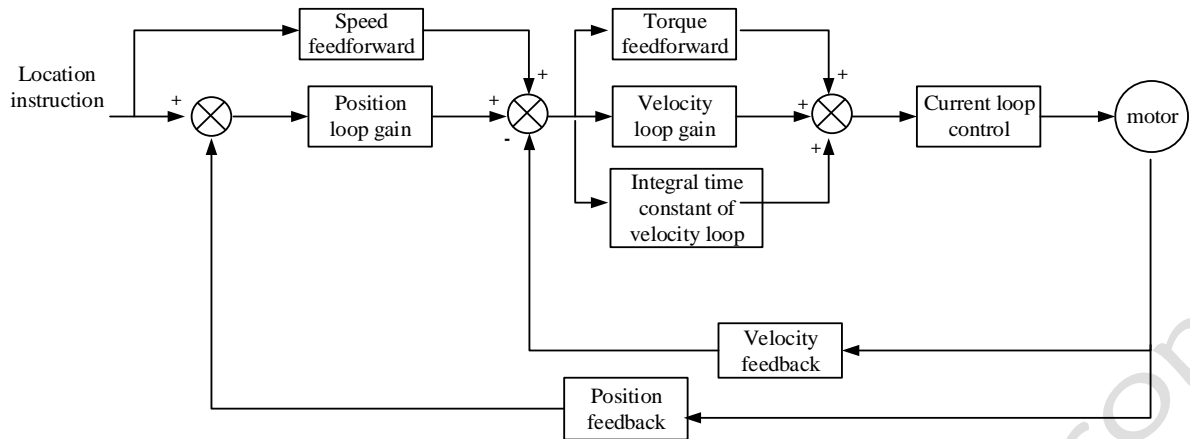 Speed
feedforward
Torque
feedforward
Location
instruction
+
+
+
Position
loop gain
+
-
Velocity
loop gain
+
+
Current loop
control
motor
+
Integral time
constant of
velocity loop
Velocity
feedback
Position
feedback